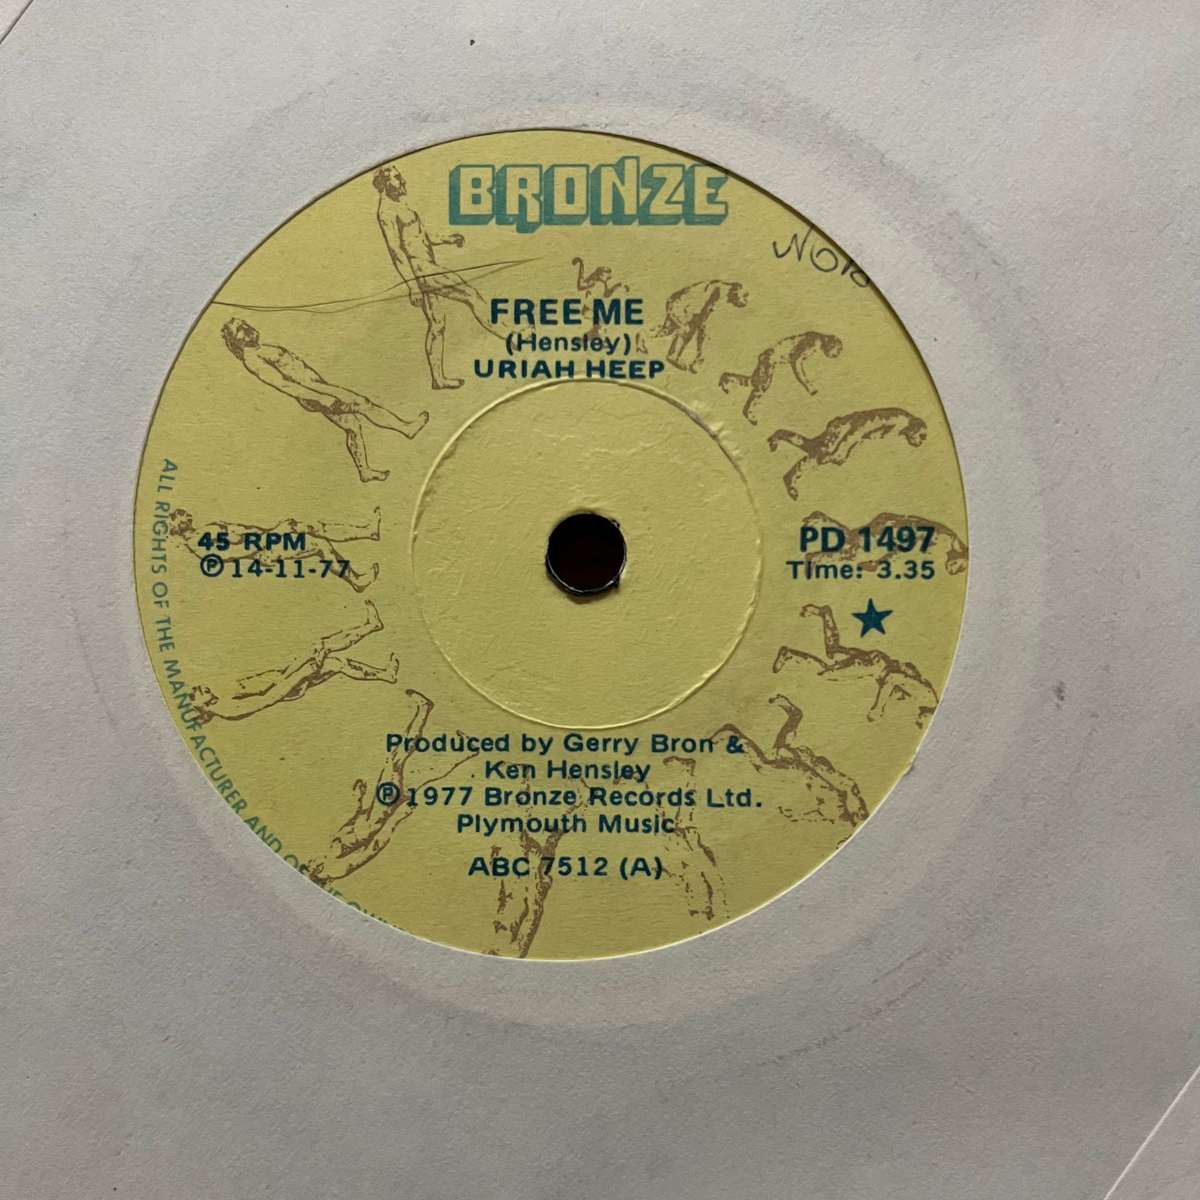 BRONZE
FREE ME
(Hensley)
URIAH HEEP
45 RPM
℗ 14-11-77
PD 1497
Time: 3.35
★
Produced by Gerry Bron &
Ken Hensley
℗ 1977 Bronze Records Ltd.
Plymouth Music
ABC 7512 (A)
ALL RIGHTS OF THE MANUFACTURER AND OF